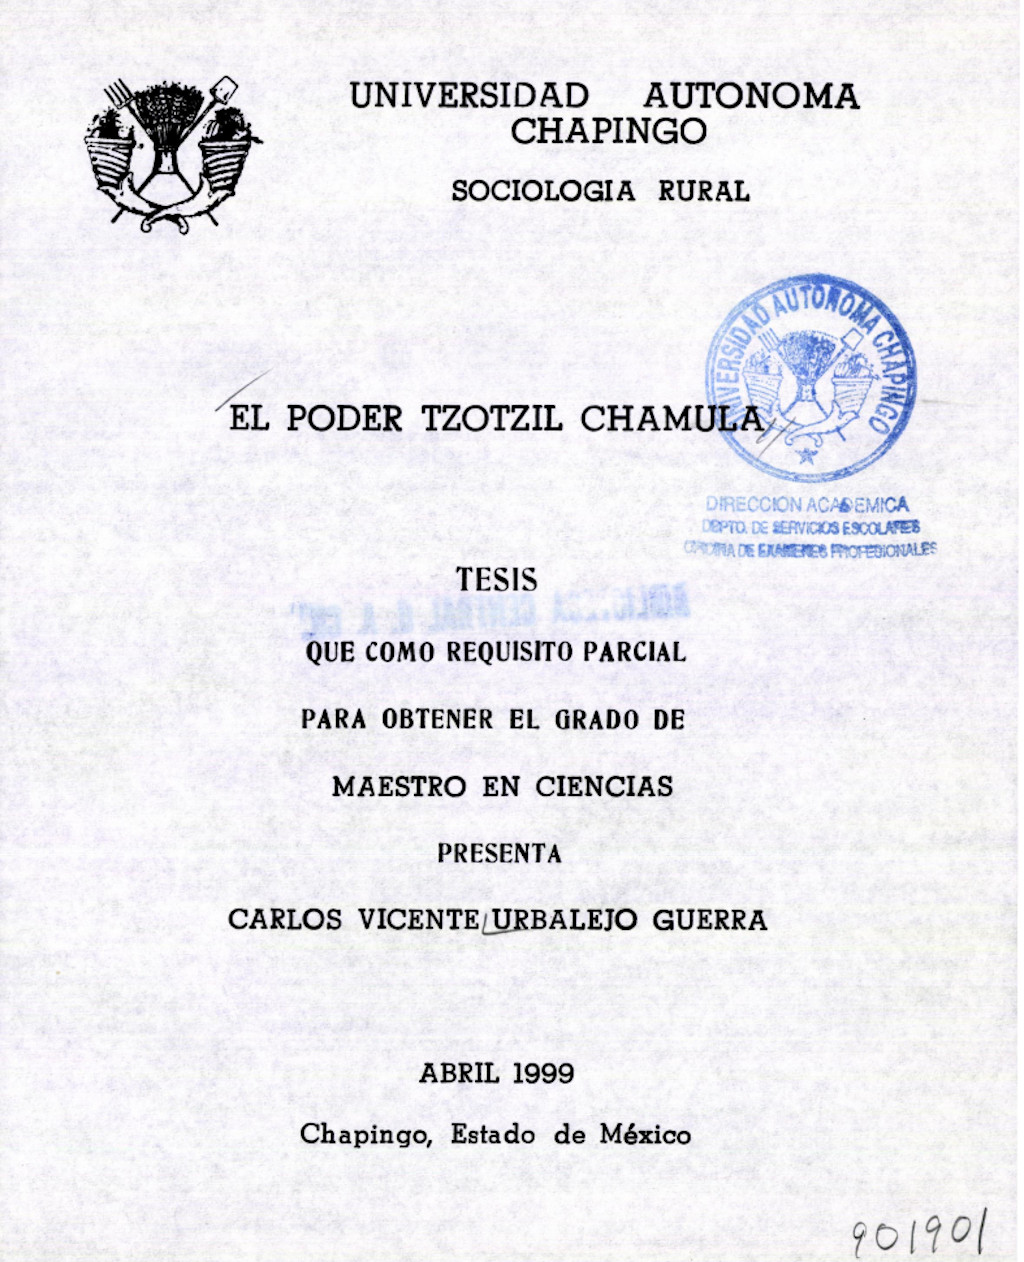 UNIVERSIDAD AUTONOMA
CHAPINGO
SOCIOLOGIA RURAL
UNIVERSIDAD AUTONOMA CHAPINGO
EL PODER TZOTZIL CHAMULA
DIRECCION ACADEMICA
DEPTO. DE SERVICIOS ESCOLARES
OFICINA DE EXAMENES PROFESIONALES
TESIS
QUE COMO REQUISITO PARCIAL
PARA OBTENER EL GRADO DE
MAESTRO EN CIENCIAS
PRESENTA
CARLOS VICENTE URBALEJO GUERRA
ABRIL 1999
Chapingo, Estado de México
901901